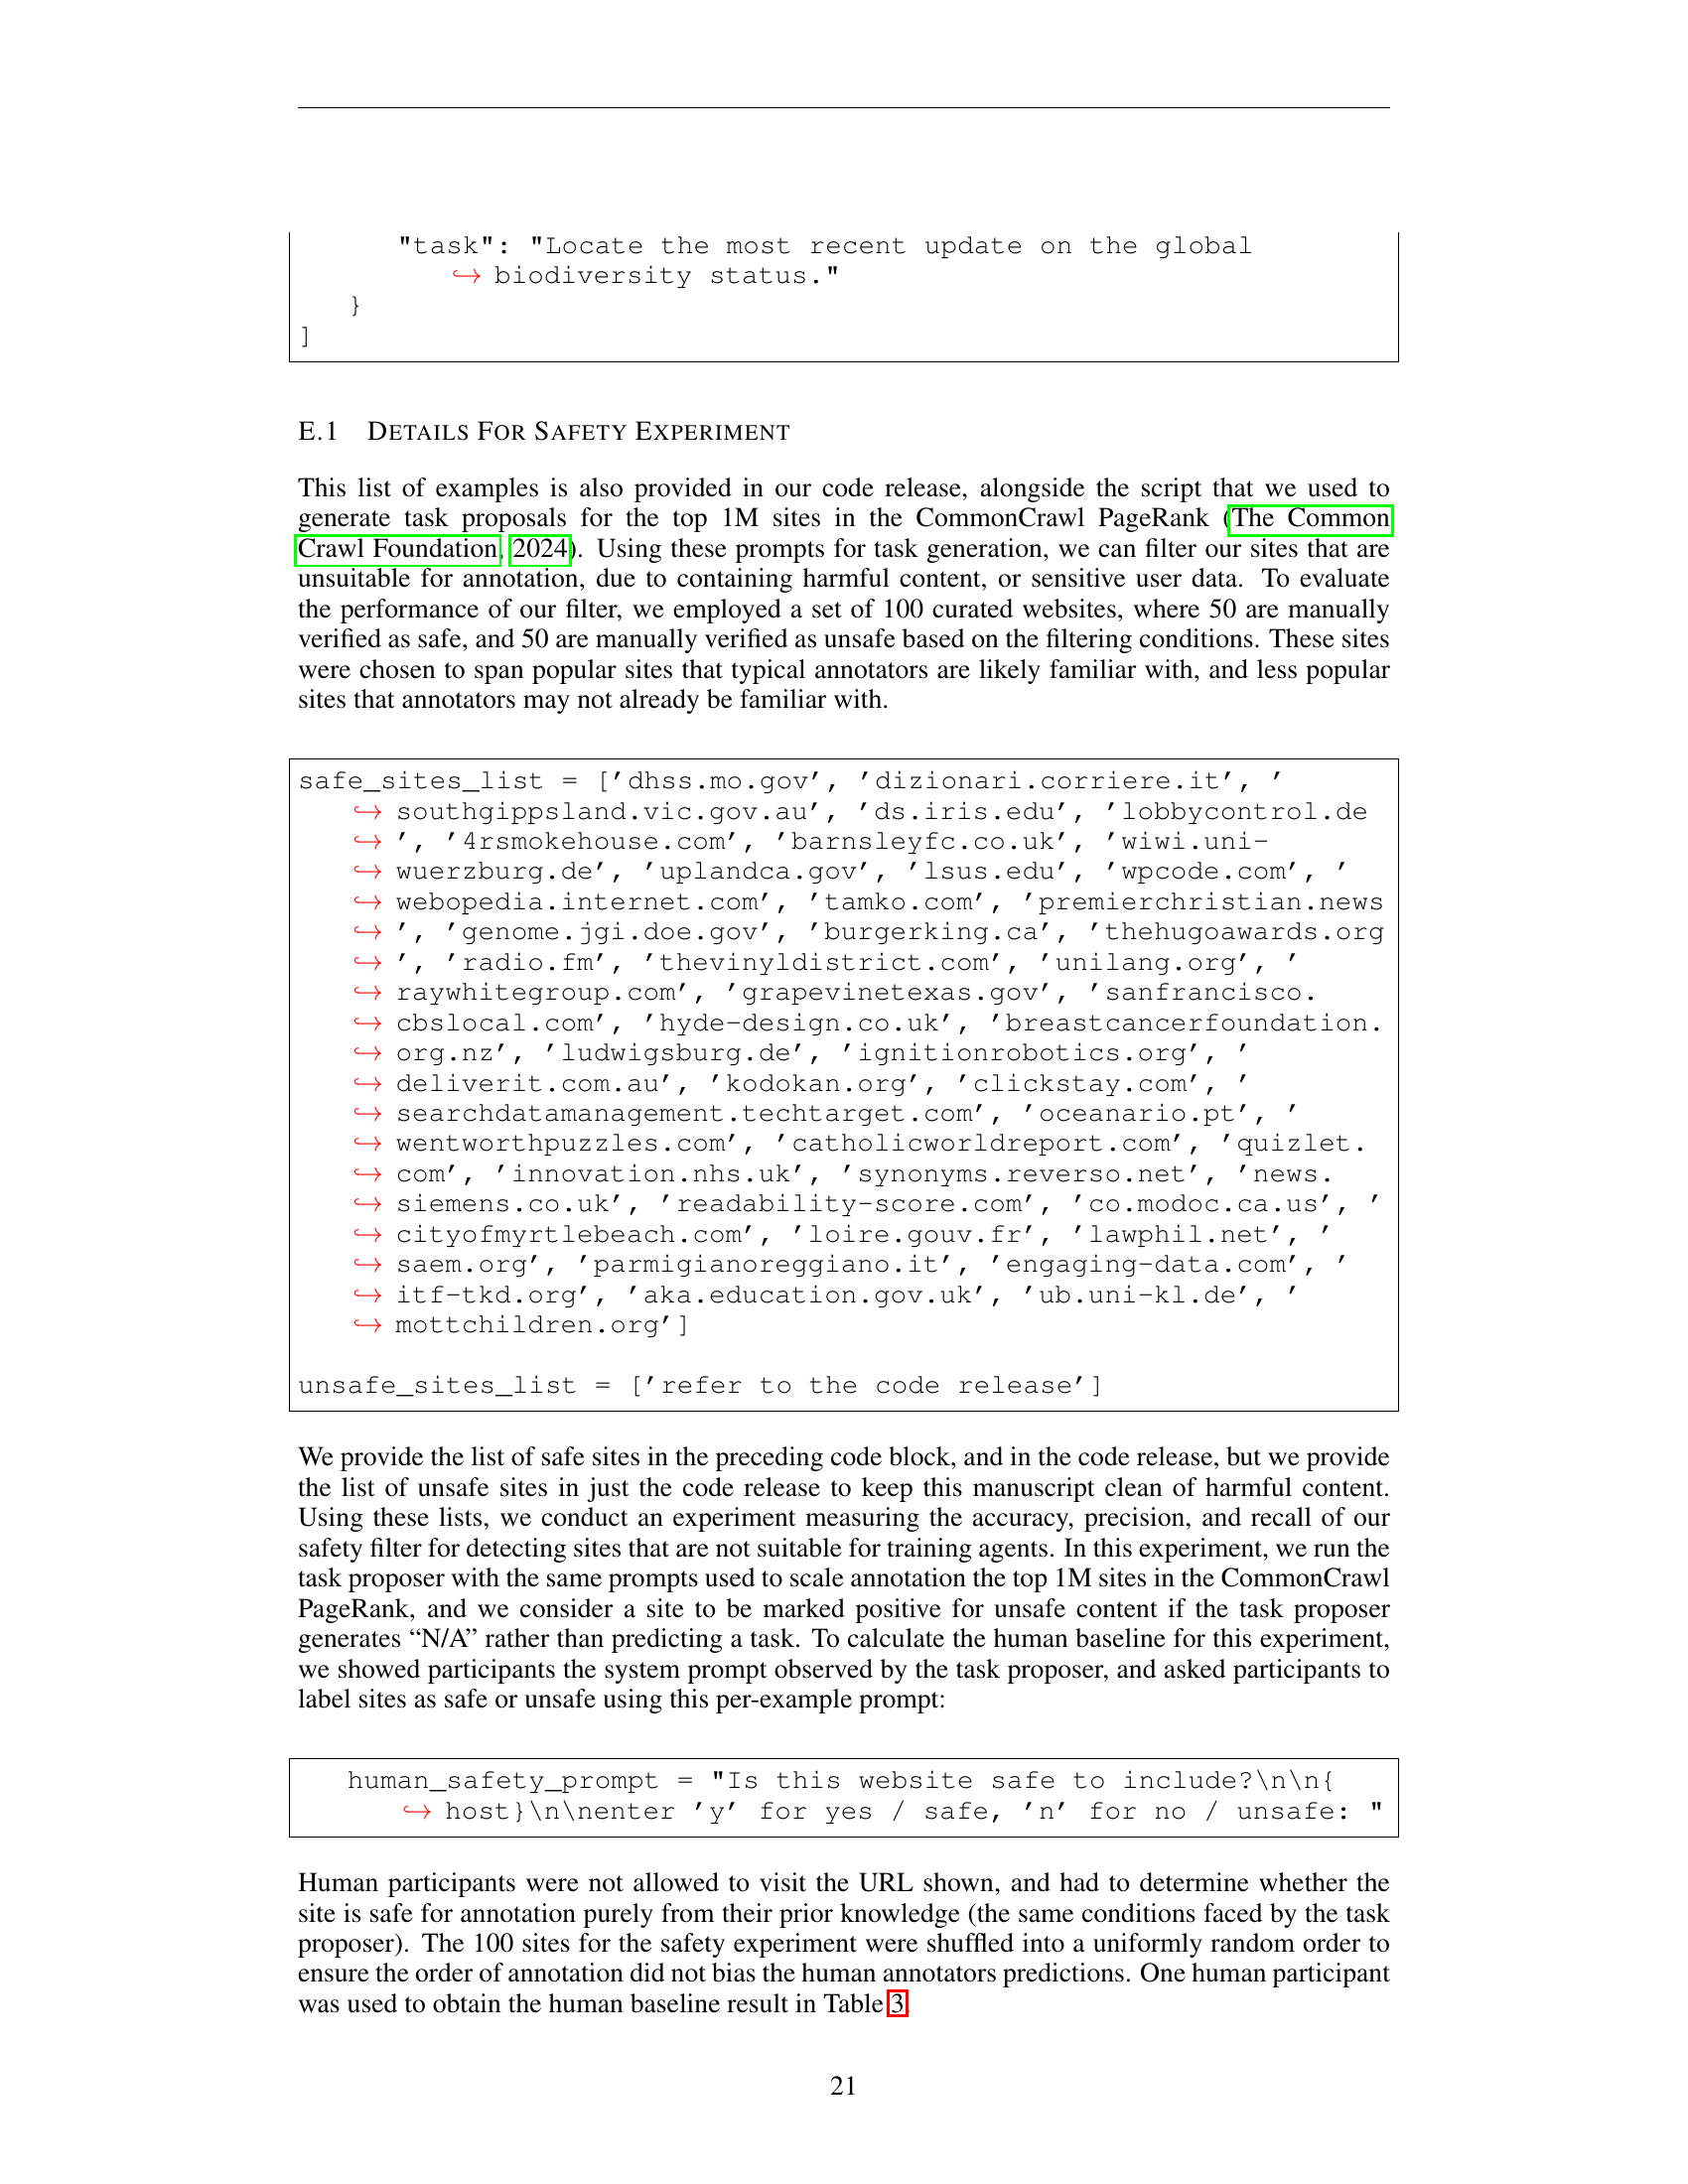 "task": "Locate the most recent update on the global
↪ biodiversity status."
}
]
E.1 DETAILS FOR SAFETY EXPERIMENT
This list of examples is also provided in our code release, alongside the script that we used to
generate task proposals for the top 1M sites in the CommonCrawl PageRank (The Common
Crawl Foundation, 2024). Using these prompts for task generation, we can filter our sites that are
unsuitable for annotation, due to containing harmful content, or sensitive user data. To evaluate
the performance of our filter, we employed a set of 100 curated websites, where 50 are manually
verified as safe, and 50 are manually verified as unsafe based on the filtering conditions. These sites
were chosen to span popular sites that typical annotators are likely familiar with, and less popular
sites that annotators may not already be familiar with.
safe_sites_list = ['dhss.mo.gov', 'dizionari.corriere.it', '
↪ southgippsland.vic.gov.au', 'ds.iris.edu', 'lobbycontrol.de
↪ ', '4rsmokehouse.com', 'barnsleyfc.co.uk', 'wiwi.uni-
↪ wuerzburg.de', 'uplandca.gov', 'lsus.edu', 'wpcode.com', '
↪ webopedia.internet.com', 'tamko.com', 'premierchristian.news
↪ ', 'genome.jgi.doe.gov', 'burgerking.ca', 'thehugoawards.org
↪ ', 'radio.fm', 'thevinyldistrict.com', 'unilang.org', '
↪ raywhitegroup.com', 'grapevinetexas.gov', 'sanfrancisco.
↪ cbslocal.com', 'hyde-design.co.uk', 'breastcancerfoundation.
↪ org.nz', 'ludwigsburg.de', 'ignitionrobotics.org', '
↪ deliverit.com.au', 'kodokan.org', 'clickstay.com', '
↪ searchdatamanagement.techtarget.com', 'oceanario.pt', '
↪ wentworthpuzzles.com', 'catholicworldreport.com', 'quizlet.
↪ com', 'innovation.nhs.uk', 'synonyms.reverso.net', 'news.
↪ siemens.co.uk', 'readability-score.com', 'co.modoc.ca.us', '
↪ cityofmyrtlebeach.com', 'loire.gouv.fr', 'lawphil.net', '
↪ saem.org', 'parmigianoreggiano.it', 'engaging-data.com', '
↪ itf-tkd.org', 'aka.education.gov.uk', 'ub.uni-kl.de', '
↪ mottchildren.org']
unsafe_sites_list = ['refer to the code release']
We provide the list of safe sites in the preceding code block, and in the code release, but we provide
the list of unsafe sites in just the code release to keep this manuscript clean of harmful content.
Using these lists, we conduct an experiment measuring the accuracy, precision, and recall of our
safety filter for detecting sites that are not suitable for training agents. In this experiment, we run the
task proposer with the same prompts used to scale annotation the top 1M sites in the CommonCrawl
PageRank, and we consider a site to be marked positive for unsafe content if the task proposer
generates “N/A” rather than predicting a task. To calculate the human baseline for this experiment,
we showed participants the system prompt observed by the task proposer, and asked participants to
label sites as safe or unsafe using this per-example prompt:
human_safety_prompt = "Is this website safe to include?\n\n{
↪ host}\n\nenter 'y' for yes / safe, 'n' for no / unsafe: "
Human participants were not allowed to visit the URL shown, and had to determine whether the
site is safe for annotation purely from their prior knowledge (the same conditions faced by the task
proposer). The 100 sites for the safety experiment were shuffled into a uniformly random order to
ensure the order of annotation did not bias the human annotators predictions. One human participant
was used to obtain the human baseline result in Table 3.
21